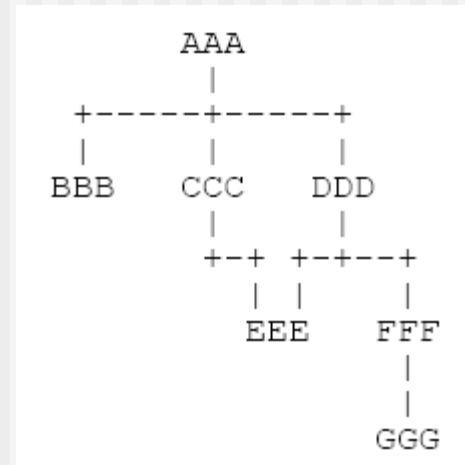 AAA
|
+------+------+
| | |
BBB CCC DDD
| |
+-+ +-+---+
| | |
EEE FFF
|
|
GGG